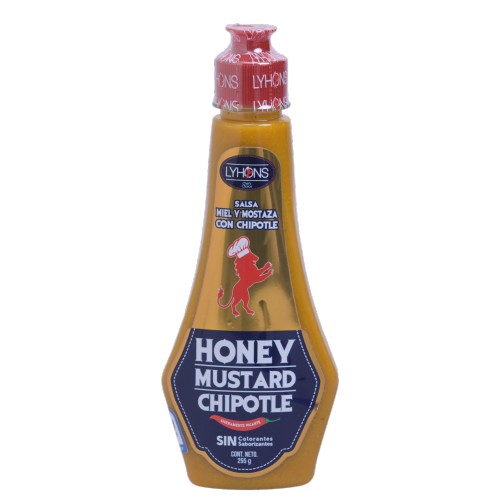 LYHONS
LYHONS
SALSA
MIEL Y MOSTAZA
CON CHIPOTLE
HONEY
MUSTARD
CHIPOTLE
SIN Colorantes
Saborizantes
CONT. NETO.
255 g